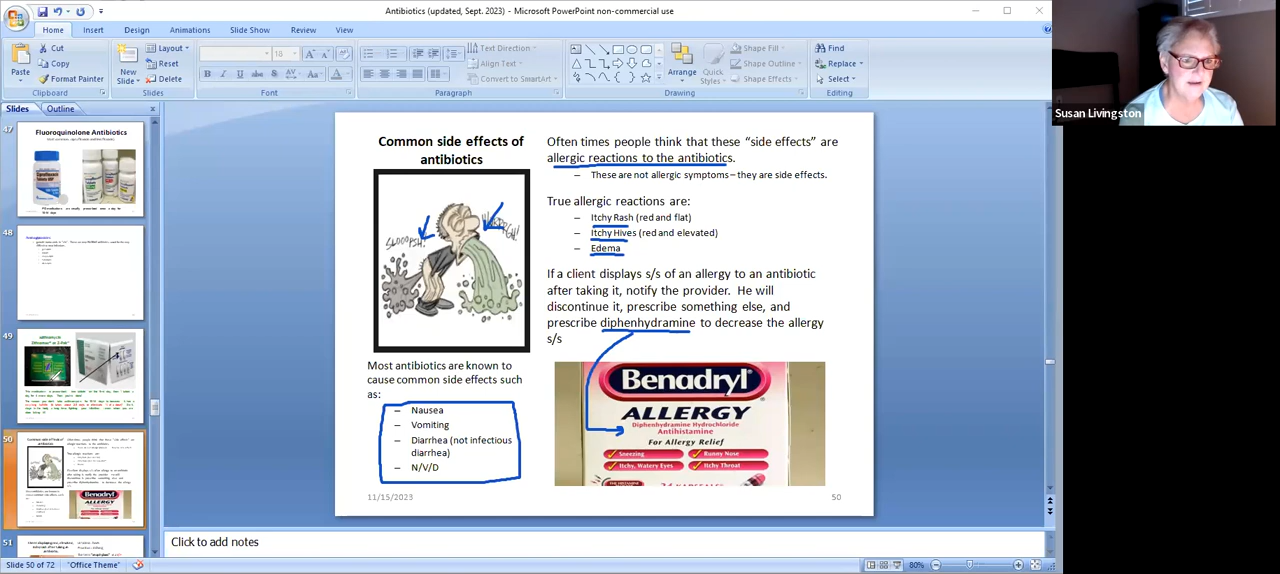 Antibiotics (updated, Sept. 2023) - Microsoft PowerPoint non-commercial use
Home
Insert
Design
Animations
Slide Show
Review
View
Paste
Cut
Copy
Format Painter
Clipboard
New
Slide
Layout
Reset
Delete
Slides
18
Font
Paragraph
Text Direction
Align Text
Convert to SmartArt
Drawing
Arrange
Quick
Styles
Shape Fill
Shape Outline
Shape Effects
Find
Replace
Select
Editing
Susan Livingston
Slides
Outline
47
Fluoroquinolone Antibiotics
48
49
50
51
Common side effects of
antibiotics
SLOOOPSH!
Most antibiotics are known to
cause common side effects such
as:
– Nausea
– Vomiting
– Diarrhea (not infectious
diarrhea)
– N/V/D
11/15/2023
Often times people think that these “side effects” are
allergic reactions to the antibiotics.
– These are not allergic symptoms – they are side effects.
True allergic reactions are:
– Itchy Rash (red and flat)
– Itchy Hives (red and elevated)
– Edema
If a client displays s/s of an allergy to an antibiotic
after taking it, notify the provider. He will
discontinue it, prescribe something else, and
prescribe diphenhydramine to decrease the allergy
s/s
Benadryl
ALLERGY
Diphenhydramine Hydrochloride
Antihistamine
For Allergy Relief
Sneezing
Runny Nose
Itchy, Watery Eyes
Itchy Throat
50
Click to add notes
Slide 50 of 72
"Office Theme"
80%